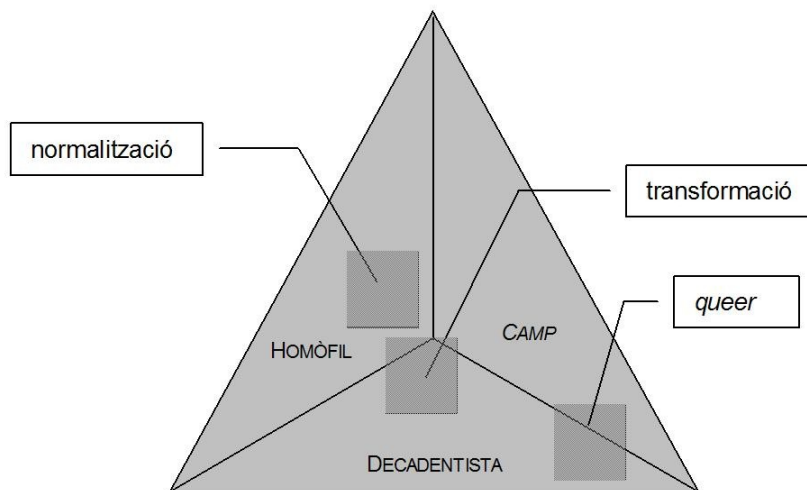 normalització
transformació
queer
CAMP
HOMÒFIL
DECADENTISTA